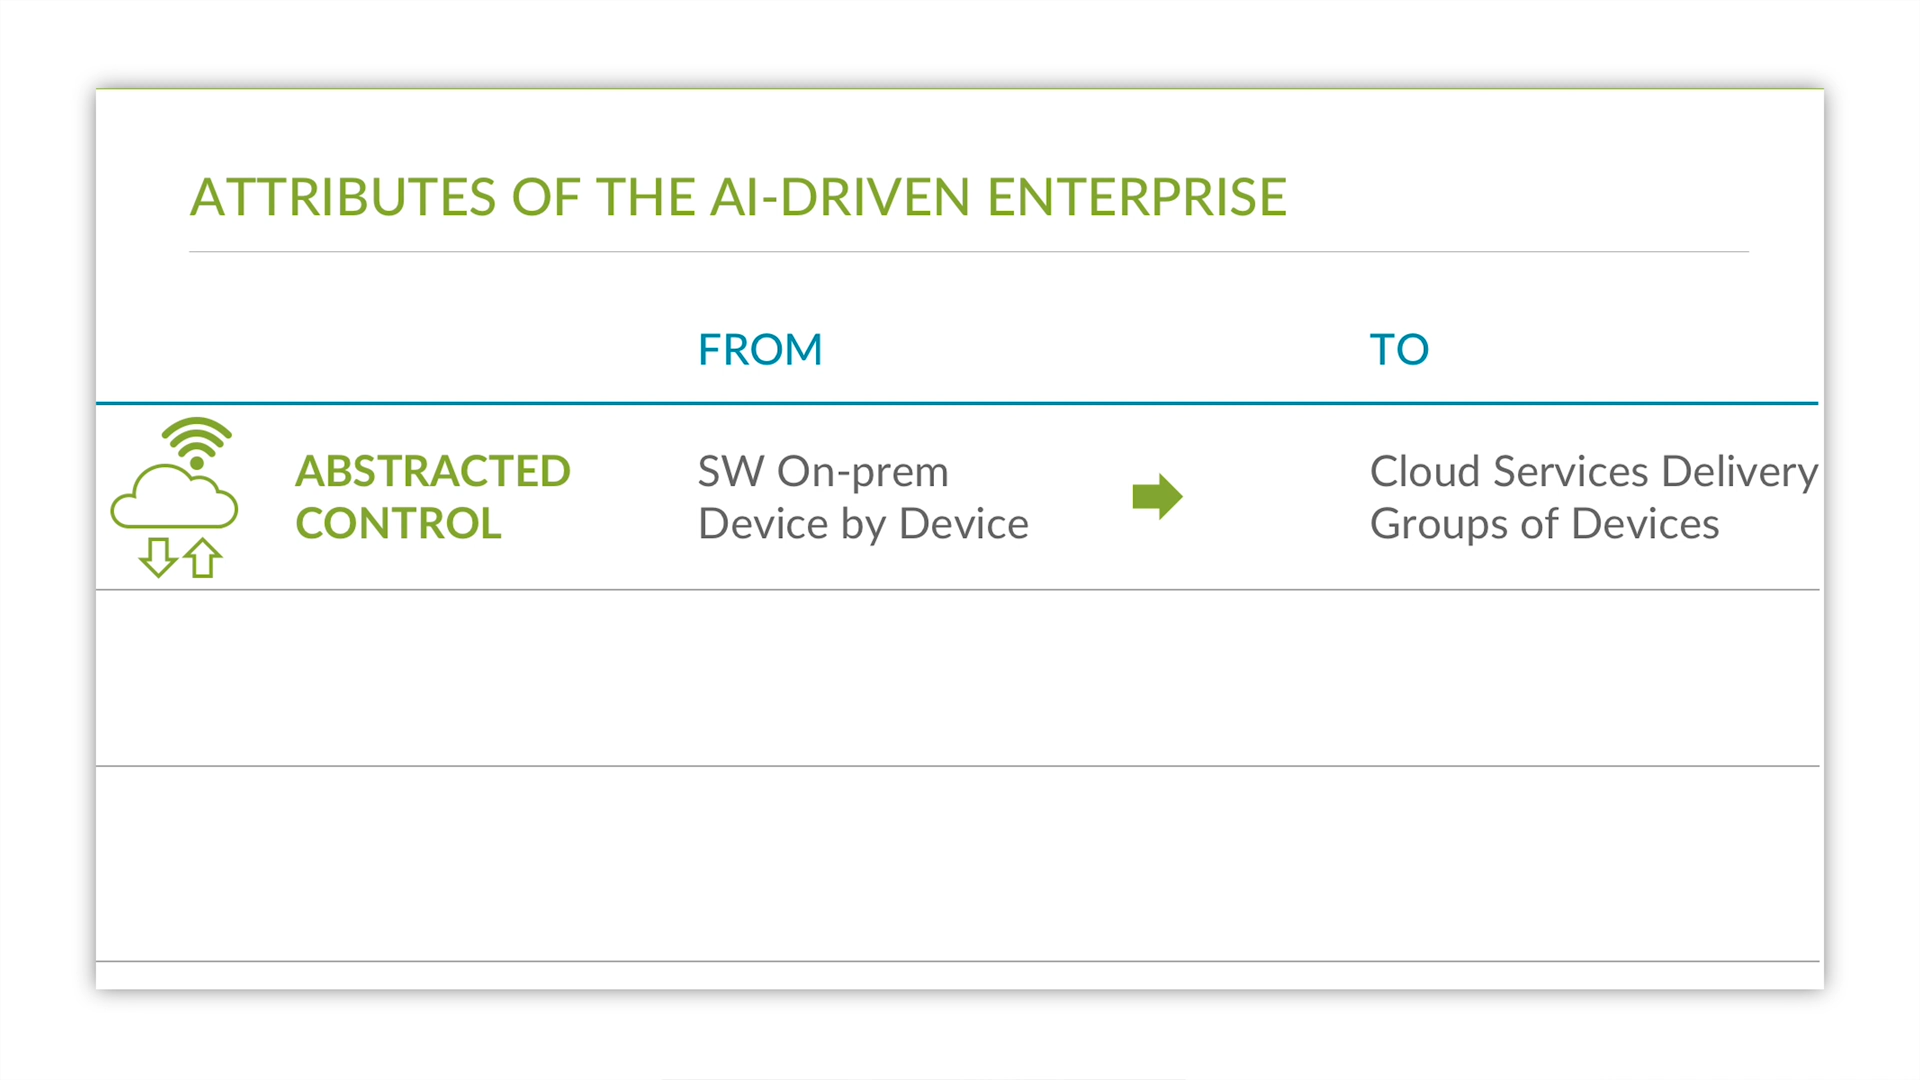 ATTRIBUTES OF THE AI-DRIVEN ENTERPRISE
FROM
TO
ABSTRACTED
CONTROL
SW On-prem
Device by Device
Cloud Services Delivery
Groups of Devices